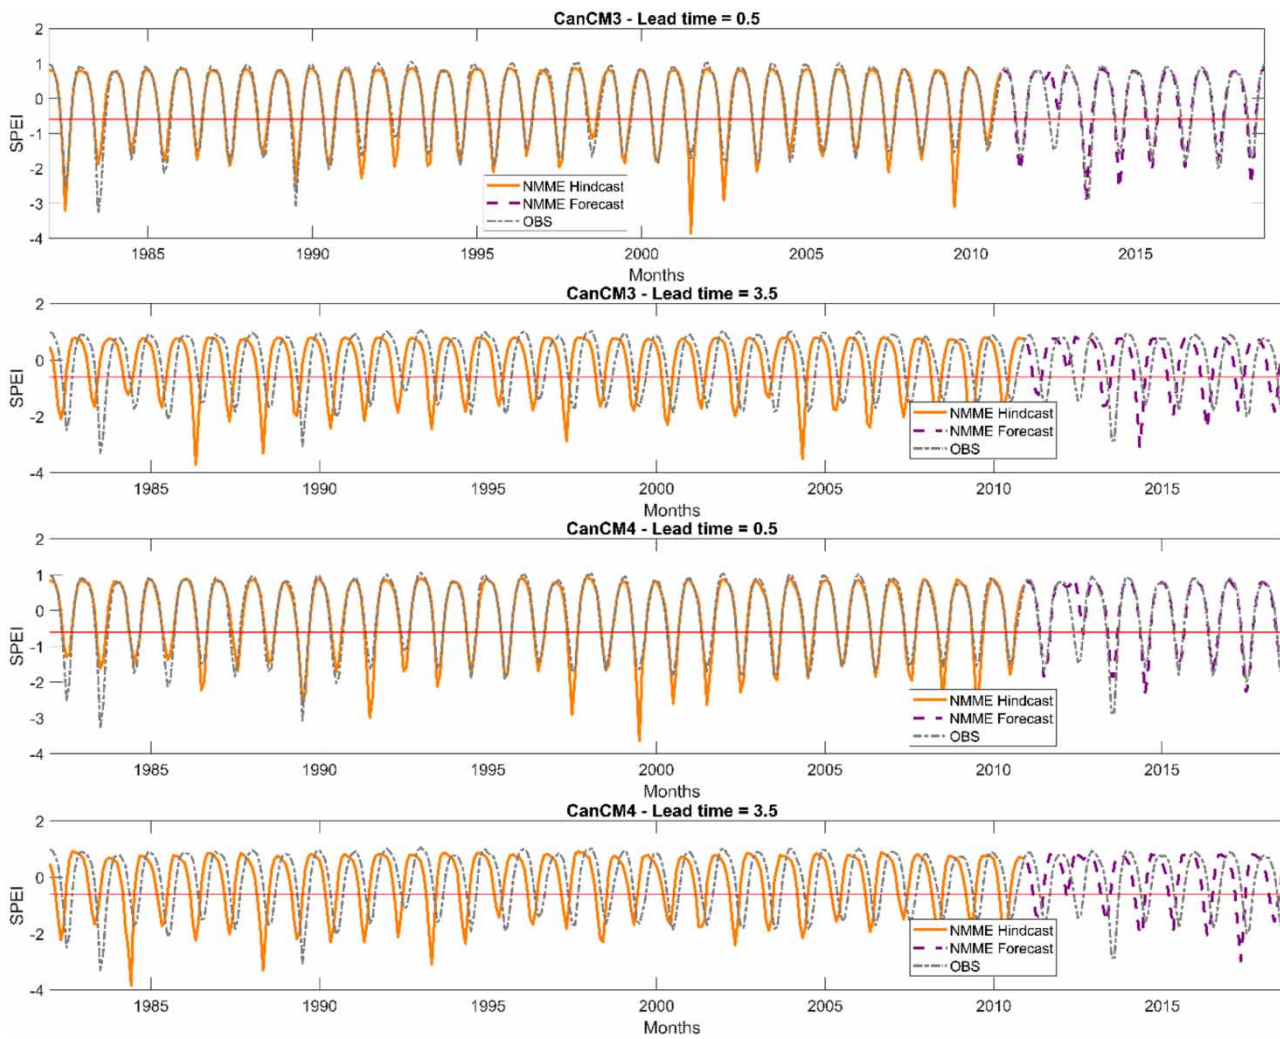 CanCM3 - Lead time = 0.5
2
1
0
-1
-2
-3
-4
SPEI
NMME Hindcast
NMME Forecast
OBS
1985 1990 1995 2000 2005 2010 2015
Months
CanCM3 - Lead time = 3.5
2
0
-2
-4
SPEI
NMME Hindcast
NMME Forecast
OBS
1985 1990 1995 2000 2005 2010 2015
Months
CanCM4 - Lead time = 0.5
2
1
0
-1
-2
-3
-4
SPEI
NMME Hindcast
NMME Forecast
OBS
1985 1990 1995 2000 2005 2010 2015
Months
CanCM4 - Lead time = 3.5
2
0
-2
-4
SPEI
NMME Hindcast
NMME Forecast
OBS
1985 1990 1995 2000 2005 2010 2015
Months